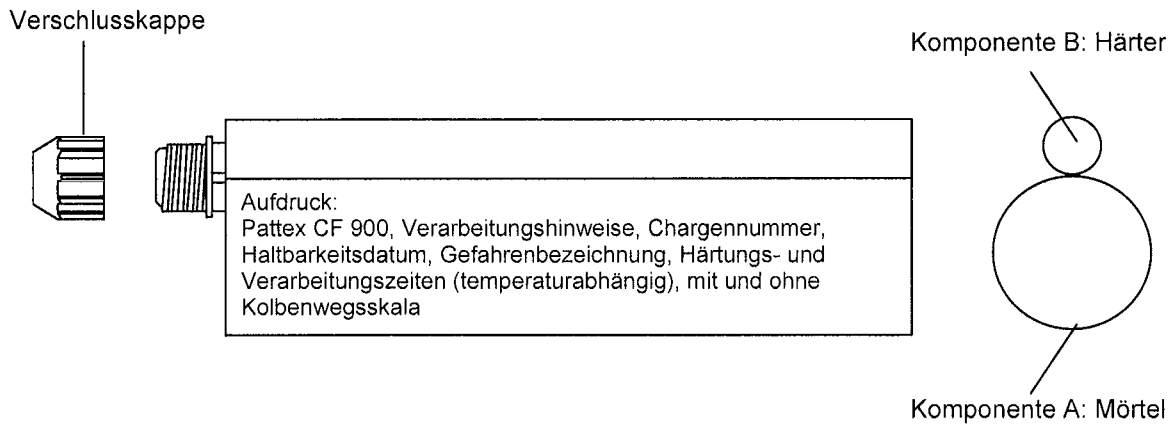 Verschlusskappe
Komponente B: Härter
Aufdruck:
Pattex CF 900, Verarbeitungshinweise, Chargennummer,
Haltbarkeitsdatum, Gefahrenbezeichnung, Härtungs- und
Verarbeitungszeiten (temperaturabhängig), mit und ohne
Kolbenwegsskala
Komponente A: Mörtel